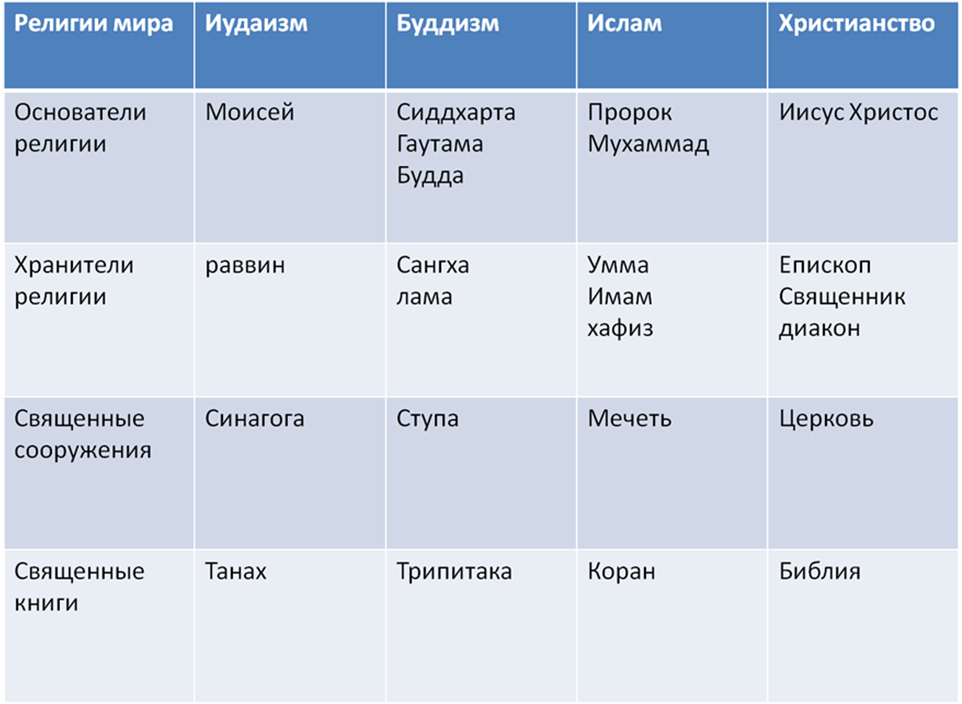 Религии мира
Иудаизм
Буддизм
Ислам
Христианство
Основатели
религии
Моисей
Сиддхарта
Гаутама
Будда
Пророк
Мухаммад
Иисус Христос
Хранители
религии
раввин
Сангха
лама
Умма
Имам
хафиз
Епископ
Священник
диакон
Священные
сооружения
Синагога
Ступа
Мечеть
Церковь
Священные
книги
Танах
Трипитака
Коран
Библия